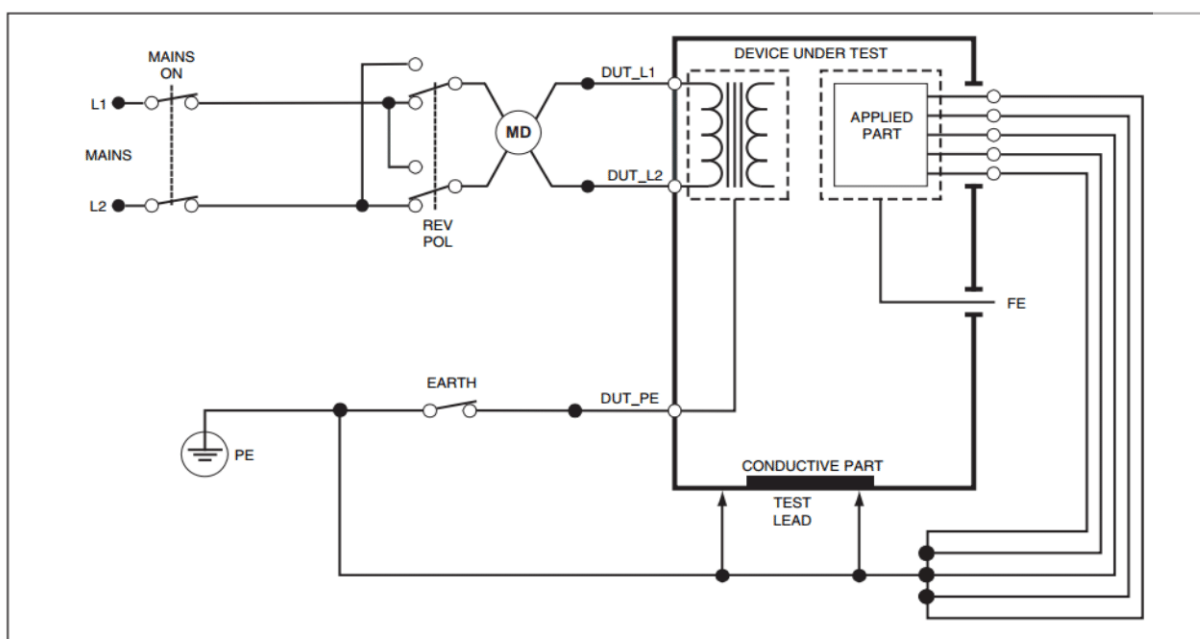 MAINS
ON
L1
MAINS
L2
REV
POL
MD
DUT_L1
DUT_L2
DEVICE UNDER TEST
APPLIED
PART
FE
EARTH
DUT_PE
PE
CONDUCTIVE PART
TEST
LEAD